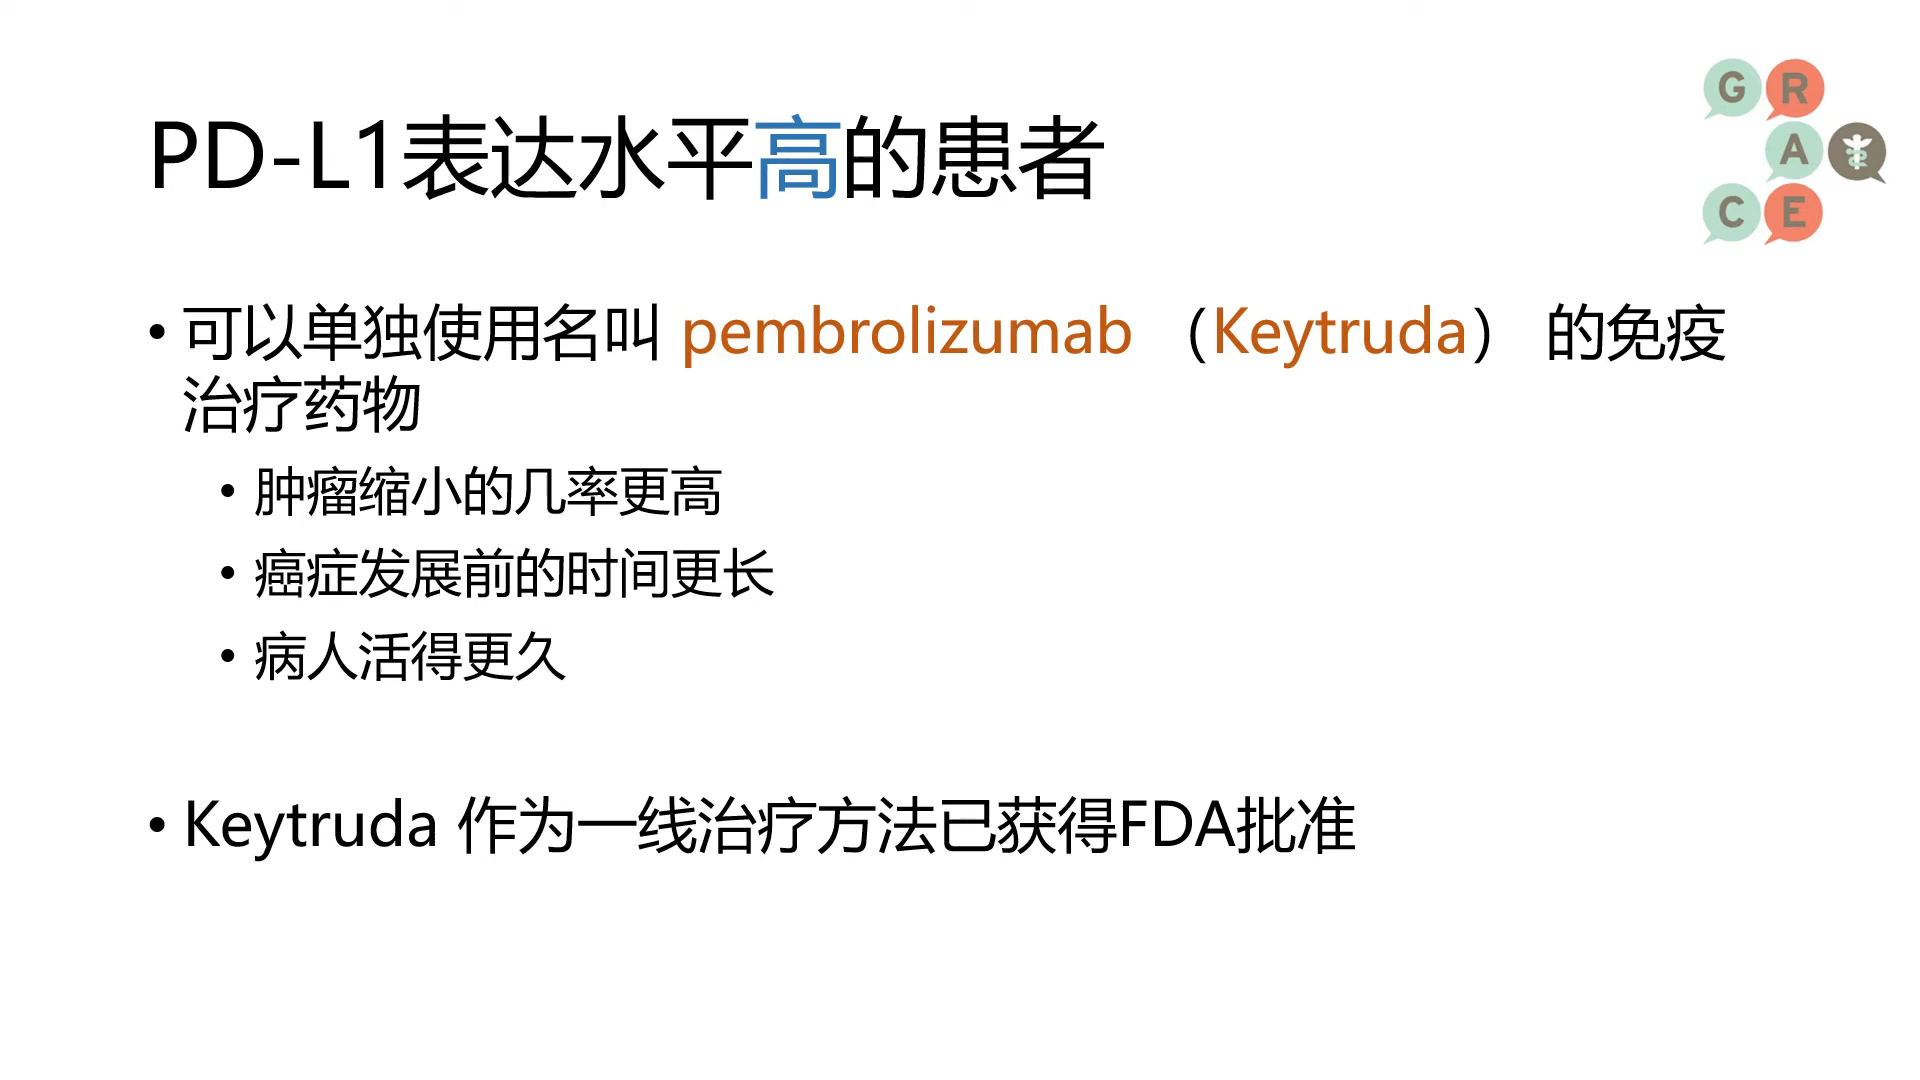 PD-L1表达水平高的患者
G R
A
C E
• 可以单独使用名叫 pembrolizumab （Keytruda） 的免疫
治疗药物
• 肿瘤缩小的几率更高
• 癌症发展前的时间更长
• 病人活得更久
• Keytruda 作为一线治疗方法已获得FDA批准